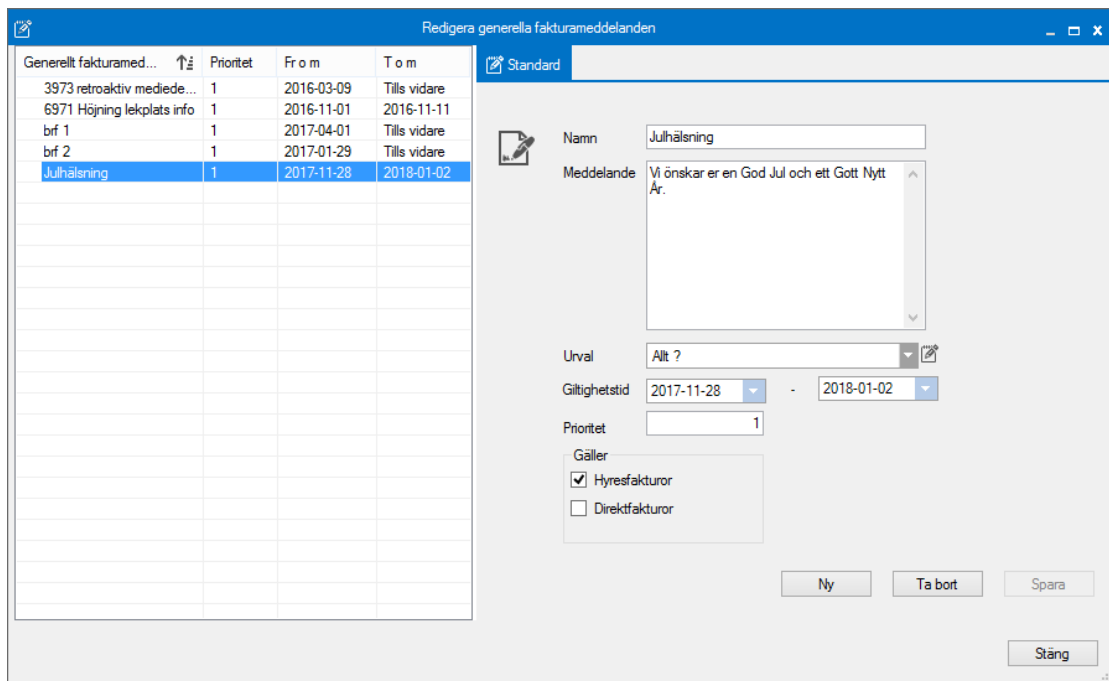 Redigera generella fakturameddelanden
Generellt fakturamed... Prioritet Fr o m T o m
3973 retroaktiv mediede... 1 2016-03-09 Tills vidare
6971 Höjning lekplats info 1 2016-11-01 2016-11-11
brf 1 1 2017-04-01 Tills vidare
brf 2 1 2017-01-29 Tills vidare
Julhälsning 1 2017-11-28 2018-01-02
Standard
Namn Julhälsning
Meddelande Vi önskar er en God Jul och ett Gott Nytt
År.
Urval Allt ?
Giltighetstid 2017-11-28 - 2018-01-02
Prioritet 1
Gäller
Hyresfakturor
Direktfakturor
Ny Ta bort Spara
Stäng